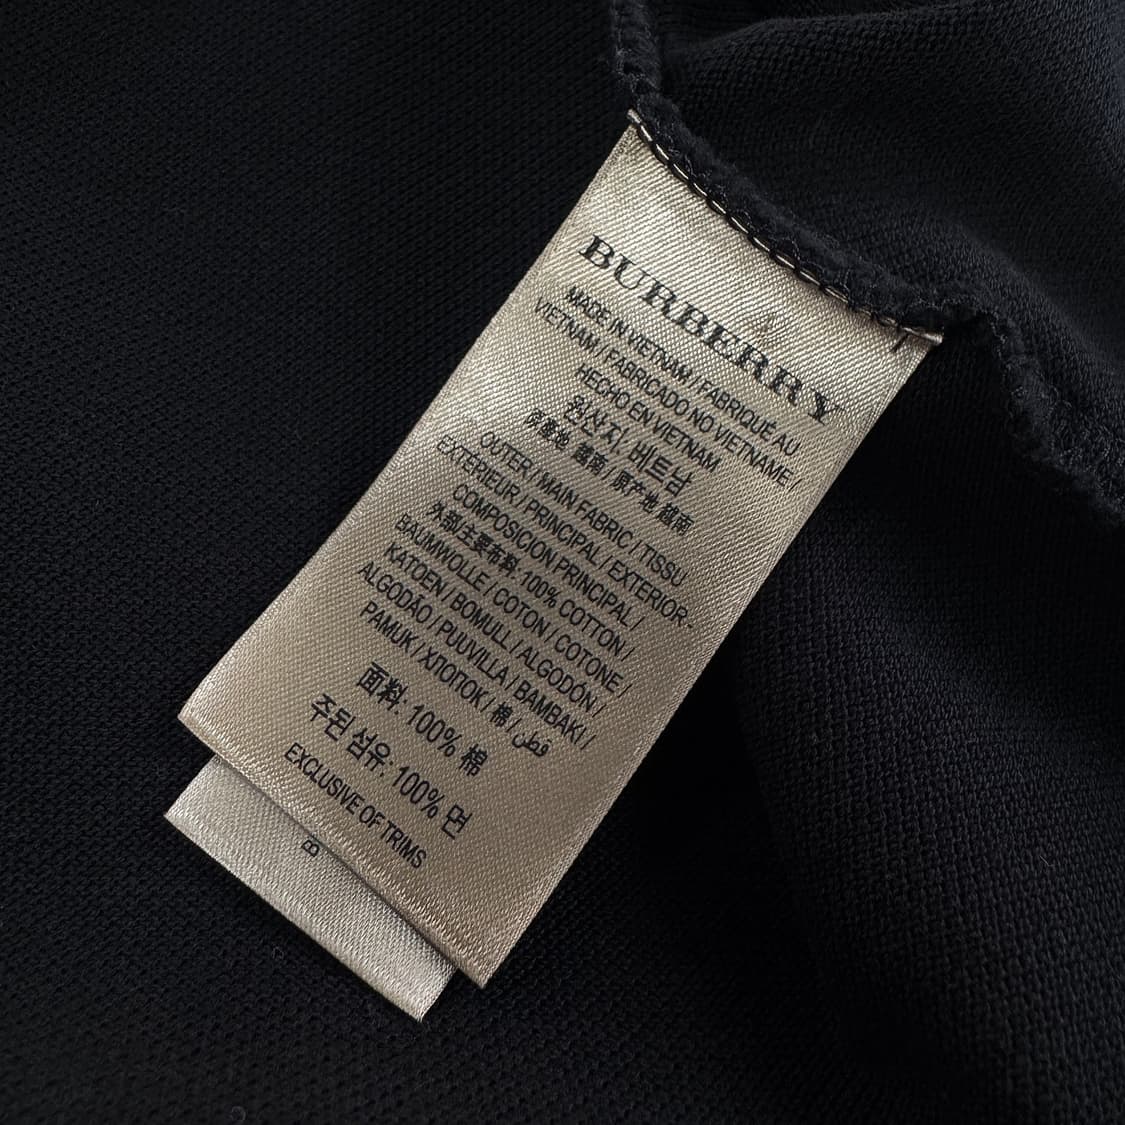 BURBERRY
MADE IN VIETNAM / FABRIQUÉ AU
VIETNAM / FABRICADO NO VIETNAME /
HECHO EN VIETNAM
원산지: 베트남
原產地: 越南 / 原产地: 越南
OUTER / MAIN FABRIC / TISSU
EXTERIEUR / PRINCIPAL / EXTERIOR-
COMPOSICION PRINCIPAL /
外部主要布料: 100% COTTON /
BAUMWOLLE / COTON / COTONE /
KATOEN / BOMULL / ALGODÓN /
ALGODÃO / PUUVILLA / BAMBAKI /
PAMUK / ХЛОПОК / 棉 / قطن
面料: 100% 棉
주된 섬유: 100% 면
EXCLUSIVE OF TRIMS